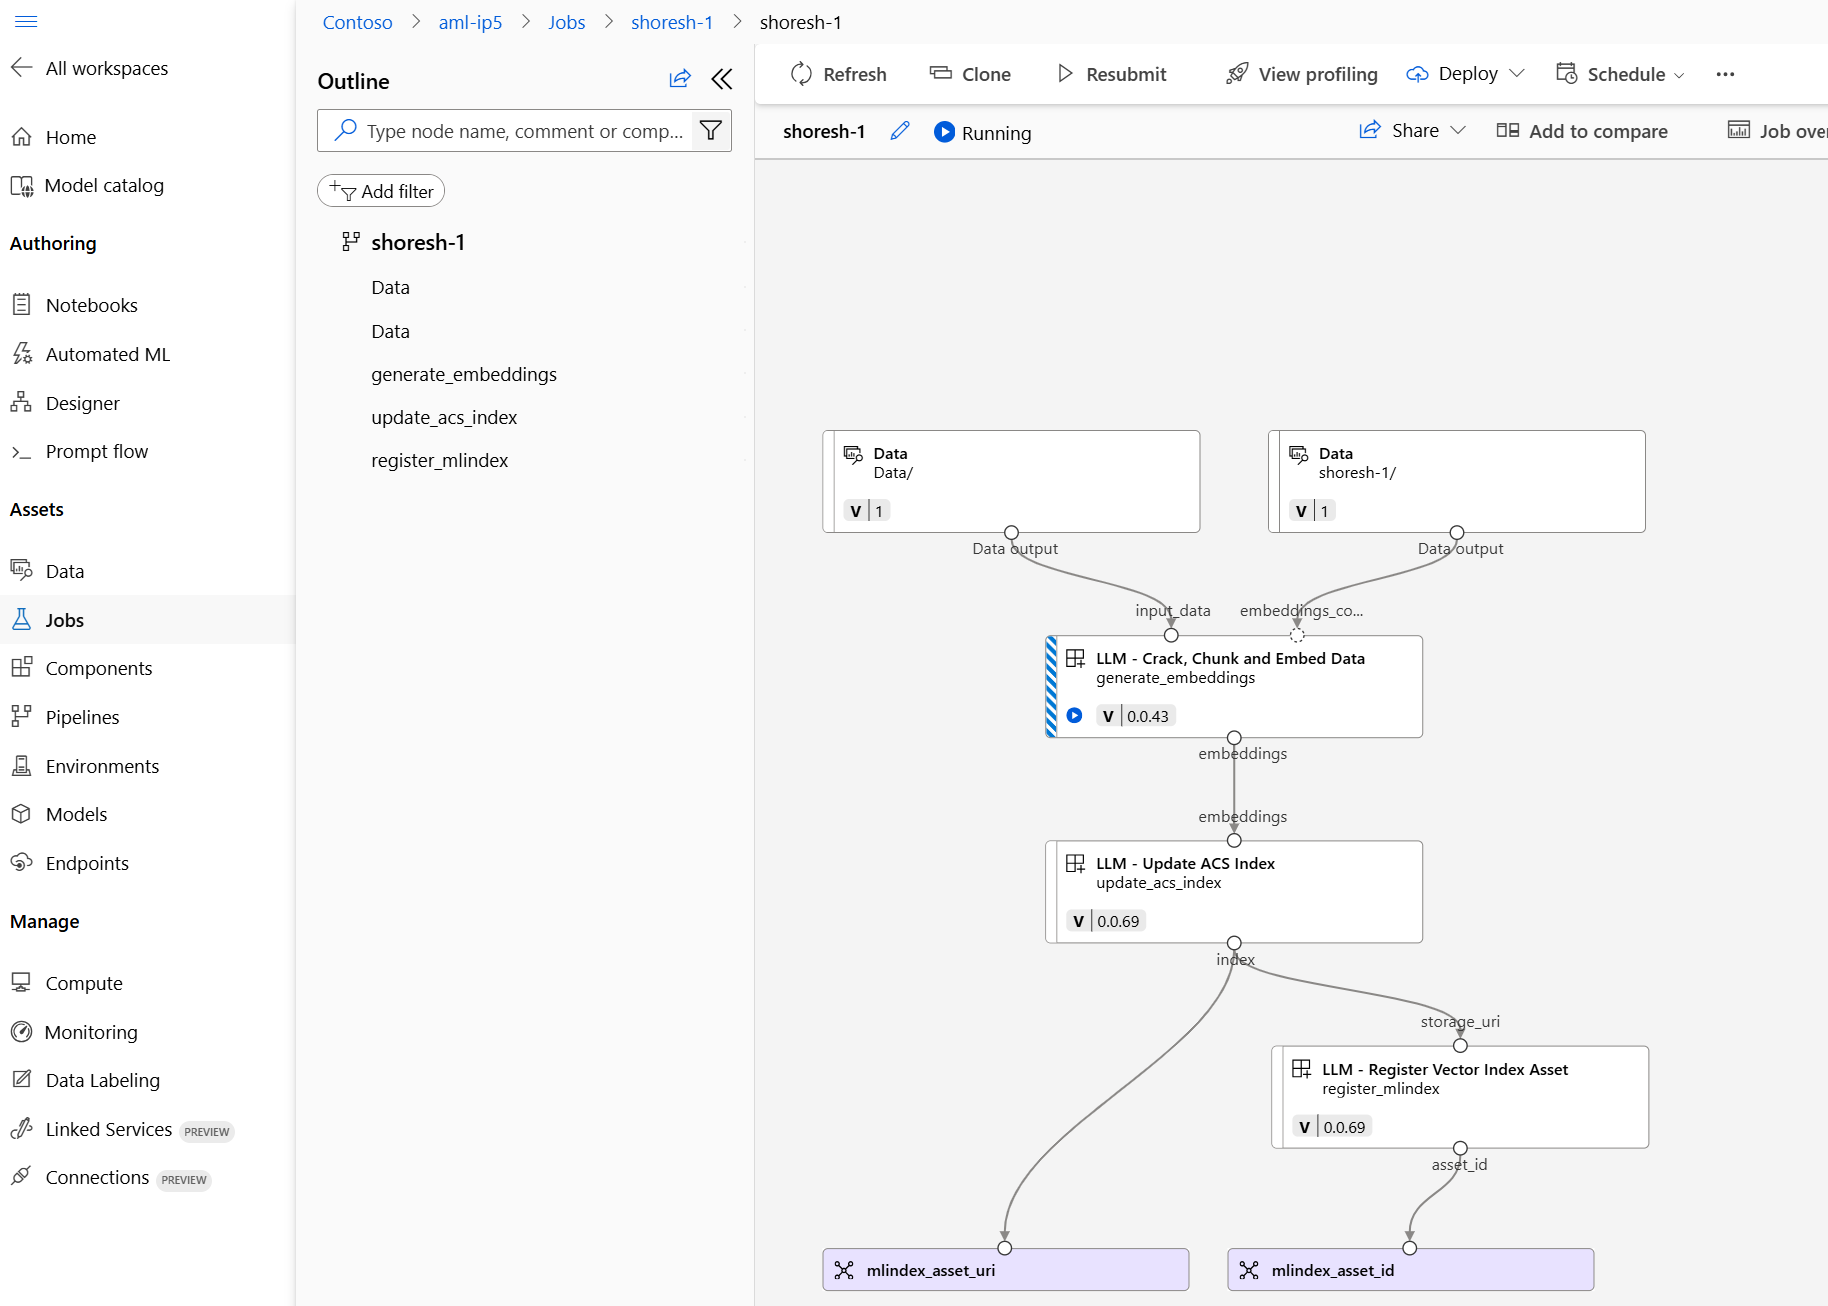 Contoso > aml-ip5 > Jobs > shoresh-1 > shoresh-1
All workspaces
Home
Model catalog
Authoring
Notebooks
Automated ML
Designer
Prompt flow
Assets
Data
Jobs
Components
Pipelines
Environments
Models
Endpoints
Manage
Compute
Monitoring
Data Labeling
Linked Services PREVIEW
Connections PREVIEW
Outline
Type node name, comment or comp...
Add filter
shoresh-1
Data
Data
generate_embeddings
update_acs_index
register_mlindex
Refresh Clone Resubmit View profiling Deploy Schedule ...
shoresh-1 Running Share Add to compare Job over
Data
Data/
V 1
Data output
Data
shoresh-1/
V 1
Data output
input_data embeddings_co...
LLM - Crack, Chunk and Embed Data
generate_embeddings
V 0.0.43
embeddings
embeddings
LLM - Update ACS Index
update_acs_index
V 0.0.69
index
storage_uri
LLM - Register Vector Index Asset
register_mlindex
V 0.0.69
asset_id
mlindex_asset_uri
mlindex_asset_id